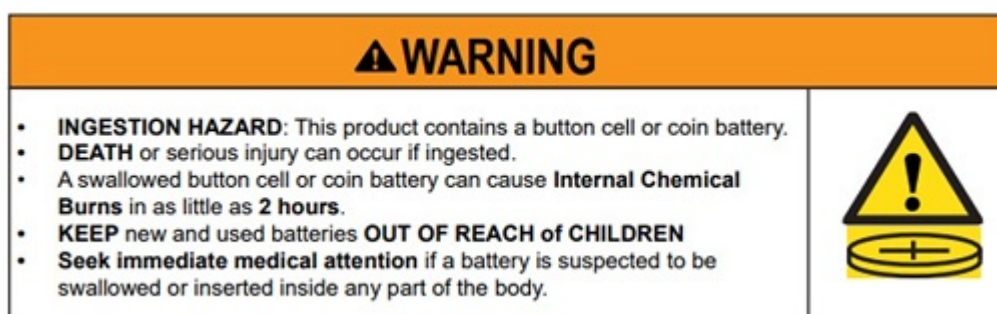 WARNING
• INGESTION HAZARD: This product contains a button cell or coin battery.
• DEATH or serious injury can occur if ingested.
• A swallowed button cell or coin battery can cause Internal Chemical
Burns in as little as 2 hours.
• KEEP new and used batteries OUT OF REACH of CHILDREN
• Seek immediate medical attention if a battery is suspected to be
swallowed or inserted inside any part of the body.